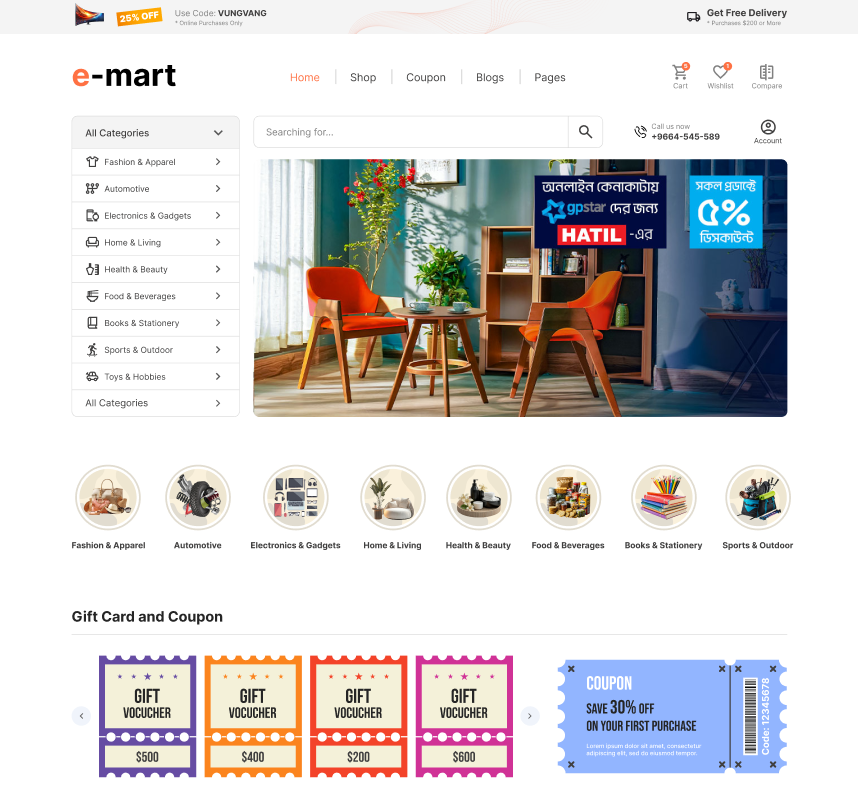 25% OFF
Use Code: VUNGVANG
* Online Purchases Only
Get Free Delivery
* Purchases $200 or More
e-mart
Home
Shop
Coupon
Blogs
Pages
Cart
Wishlist
Compare
All Categories
Searching for...
Call us now
+9664-545-589
Account
Fashion & Apparel
Automotive
Electronics & Gadgets
Home & Living
Health & Beauty
Food & Beverages
Books & Stationery
Sports & Outdoor
Toys & Hobbies
All Categories
অনলাইন কেনাকাটায়
gpstar দের জন্য
HATIL -এর
সকল প্রডাক্টে
৫%
ডিসকাউন্ট
Fashion & Apparel
Automotive
Electronics & Gadgets
Home & Living
Health & Beauty
Food & Beverages
Books & Stationery
Sports & Outdoor
Gift Card and Coupon
GIFT
VOCUCHER
$500
GIFT
VOCUCHER
$400
GIFT
VOCUCHER
$200
GIFT
VOCUCHER
$600
COUPON
SAVE 30% OFF
ON YOUR FIRST PURCHASE
Lorem ipsum dolor sit amet, consectetur
adipiscing elit, sed do eiusmod tempor.
Code: 12345678